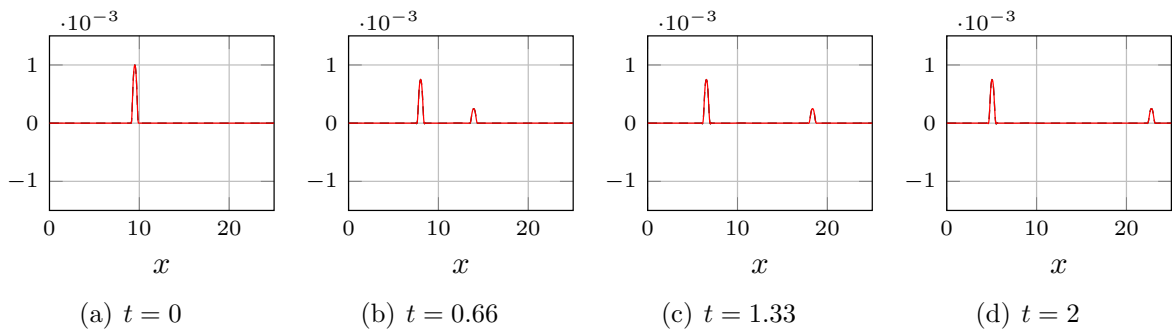 ·10⁻³ ·10⁻³ ·10⁻³ ·10⁻³
1 1 1 1
0 0 0 0
−1 −1 −1 −1
0 10 20 0 10 20 0 10 20 0 10 20
x x x x
(a) t = 0 (b) t = 0.66 (c) t = 1.33 (d) t = 2